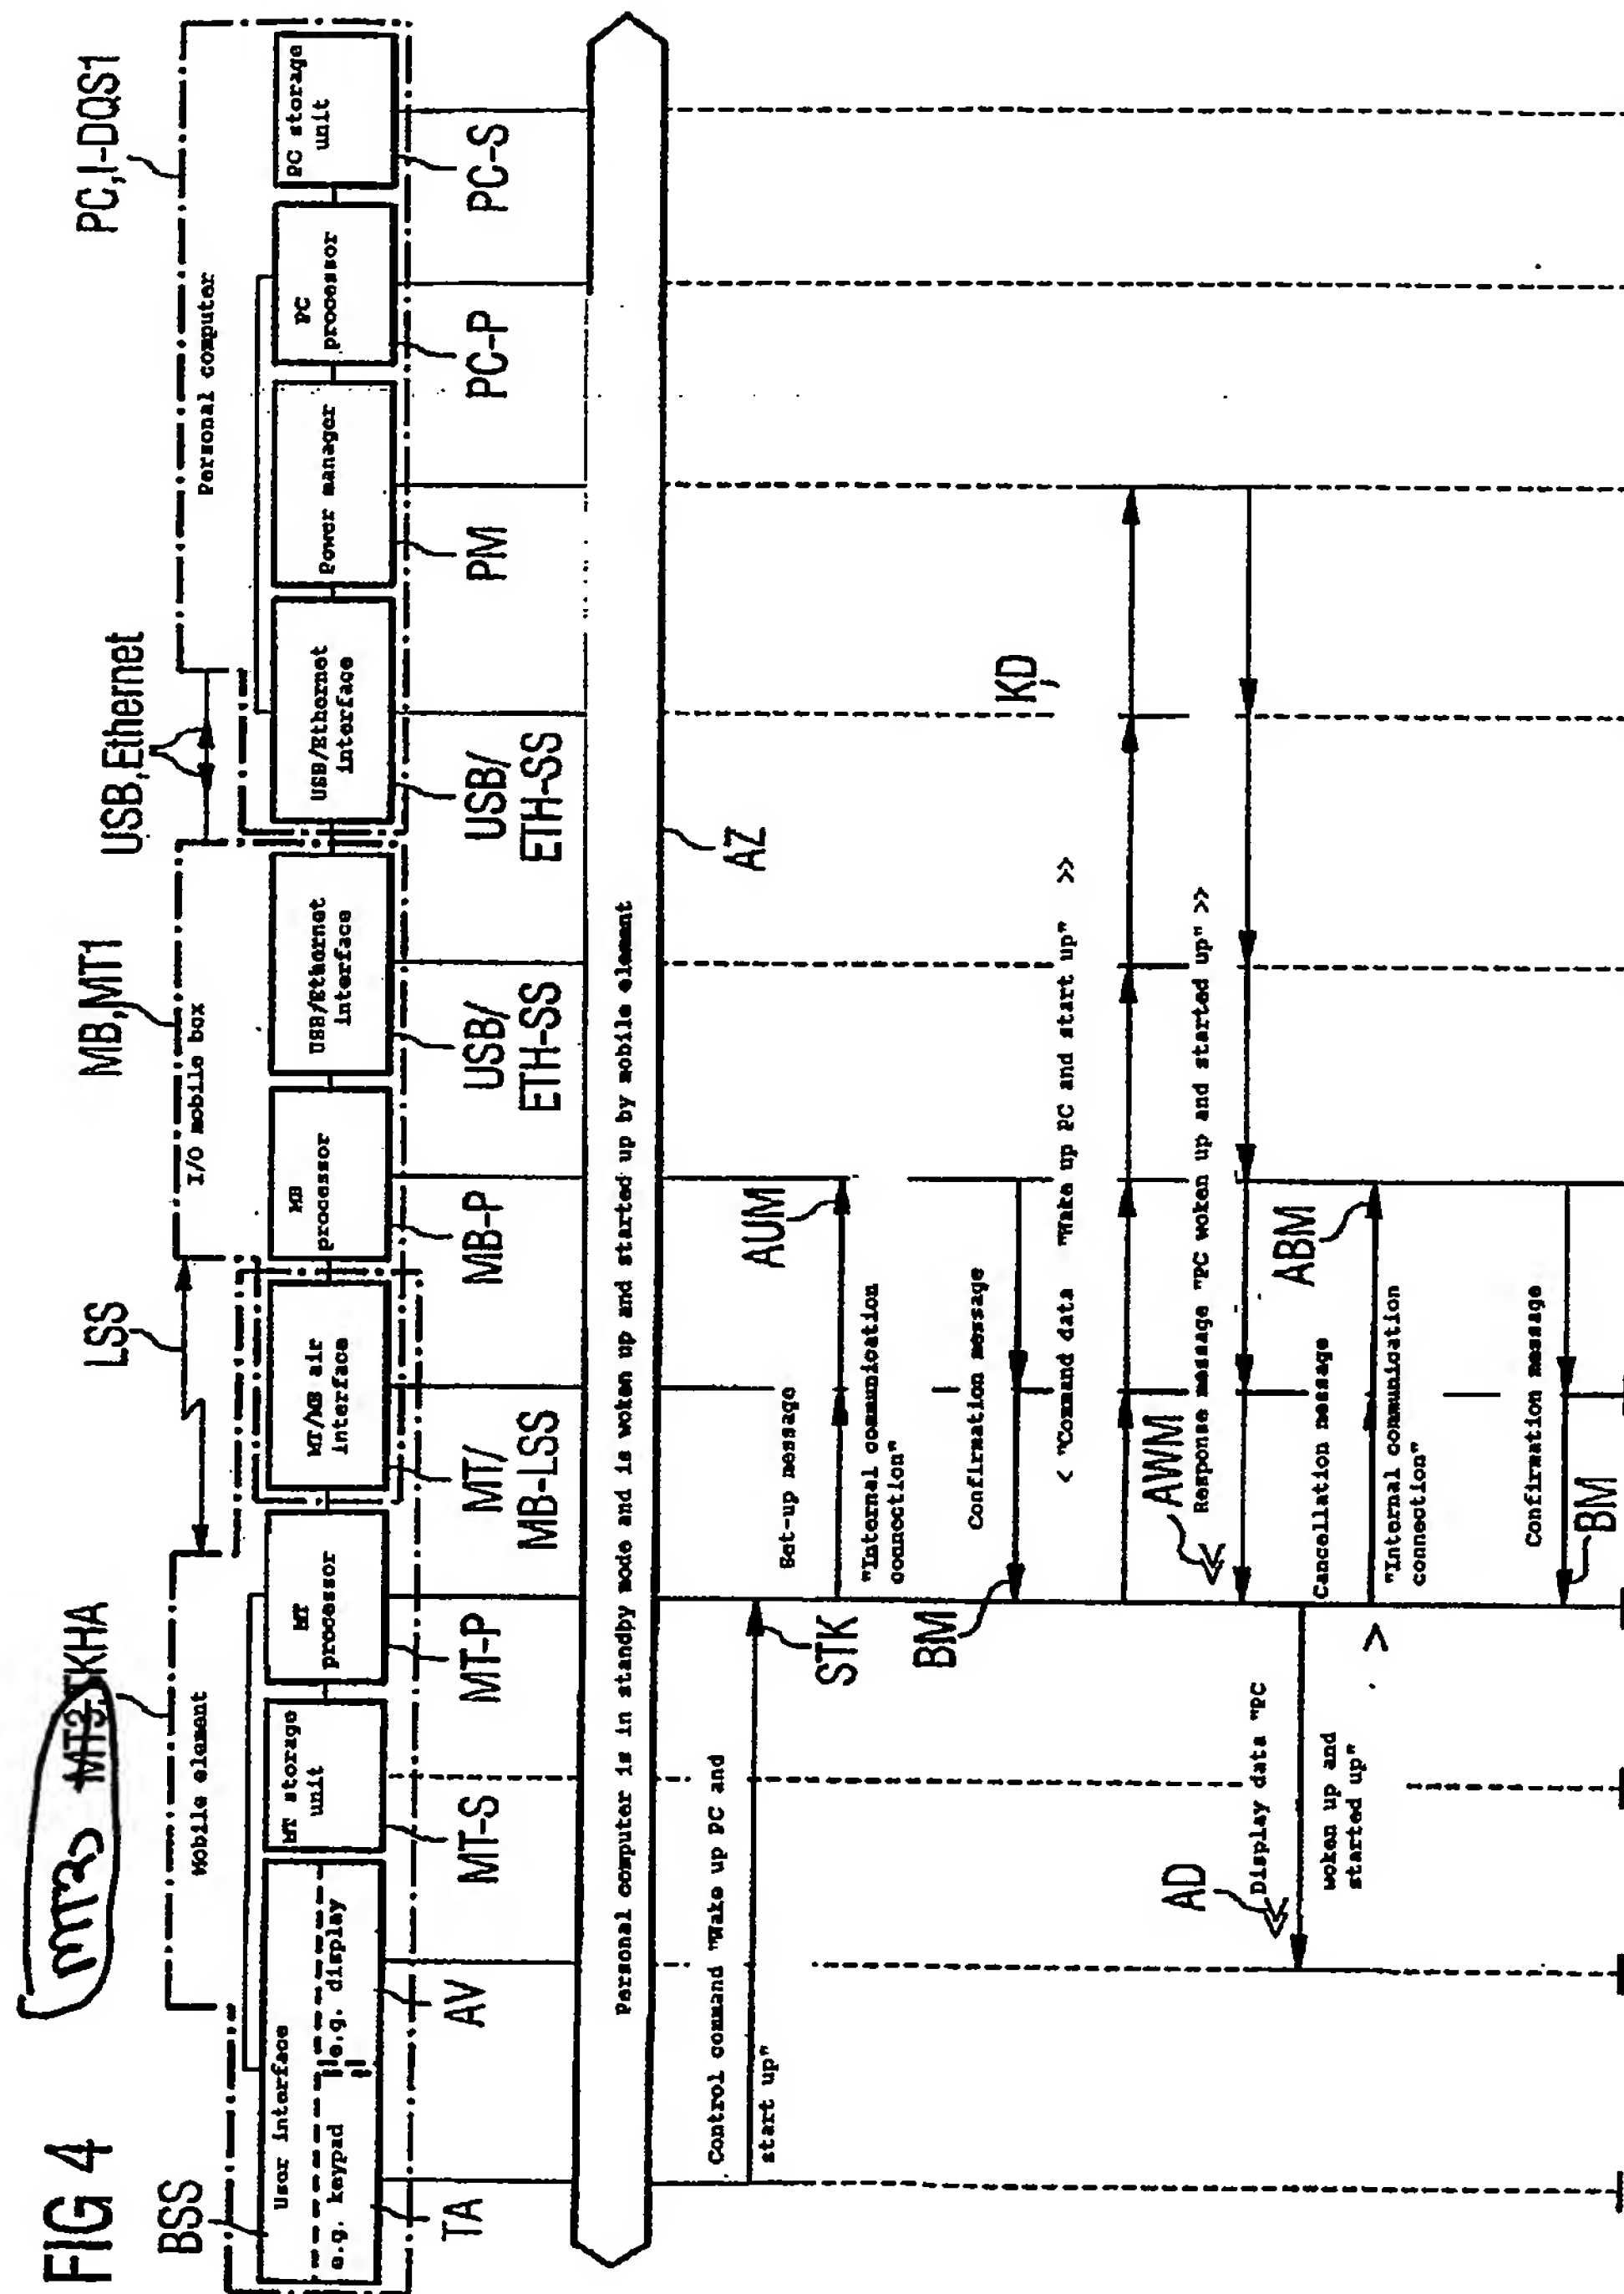 FIG 4
MT3 MT3,TKHA
BSS
LSS
MB,MT1
USB,Ethernet
PC,I-DQS1
Mobile element
I/O mobile box
Personal computer
User interface
e.g. keypad
e.g. display
MT storage
unit
MT
processor
MT/MB air
interface
MB
processor
USB/Ethernet
interface
USB/Ethernet
interface
Power manager
PC
processor
PC storage
unit
TA
AV
MT-S
MT-P
MT/
MB-LSS
MB-P
USB/
ETH-SS
USB/
ETH-SS
PM
PC-P
PC-S
Personal computer is in standby mode and is woken up and started up by mobile element
AZ
Control command "Wake up PC and
start up"
STK
Set-up message
AUM
"Internal communication
connection"
Confirmation message
BM
KD,
< "Command data "Wake up PC and start up" >>
AWM
Response message "PC woken up and started up" >>
AD
Display data "PC
woken up and
started up"
Cancellation message
ABM
"Internal communication
connection"
>
Confirmation message
BM